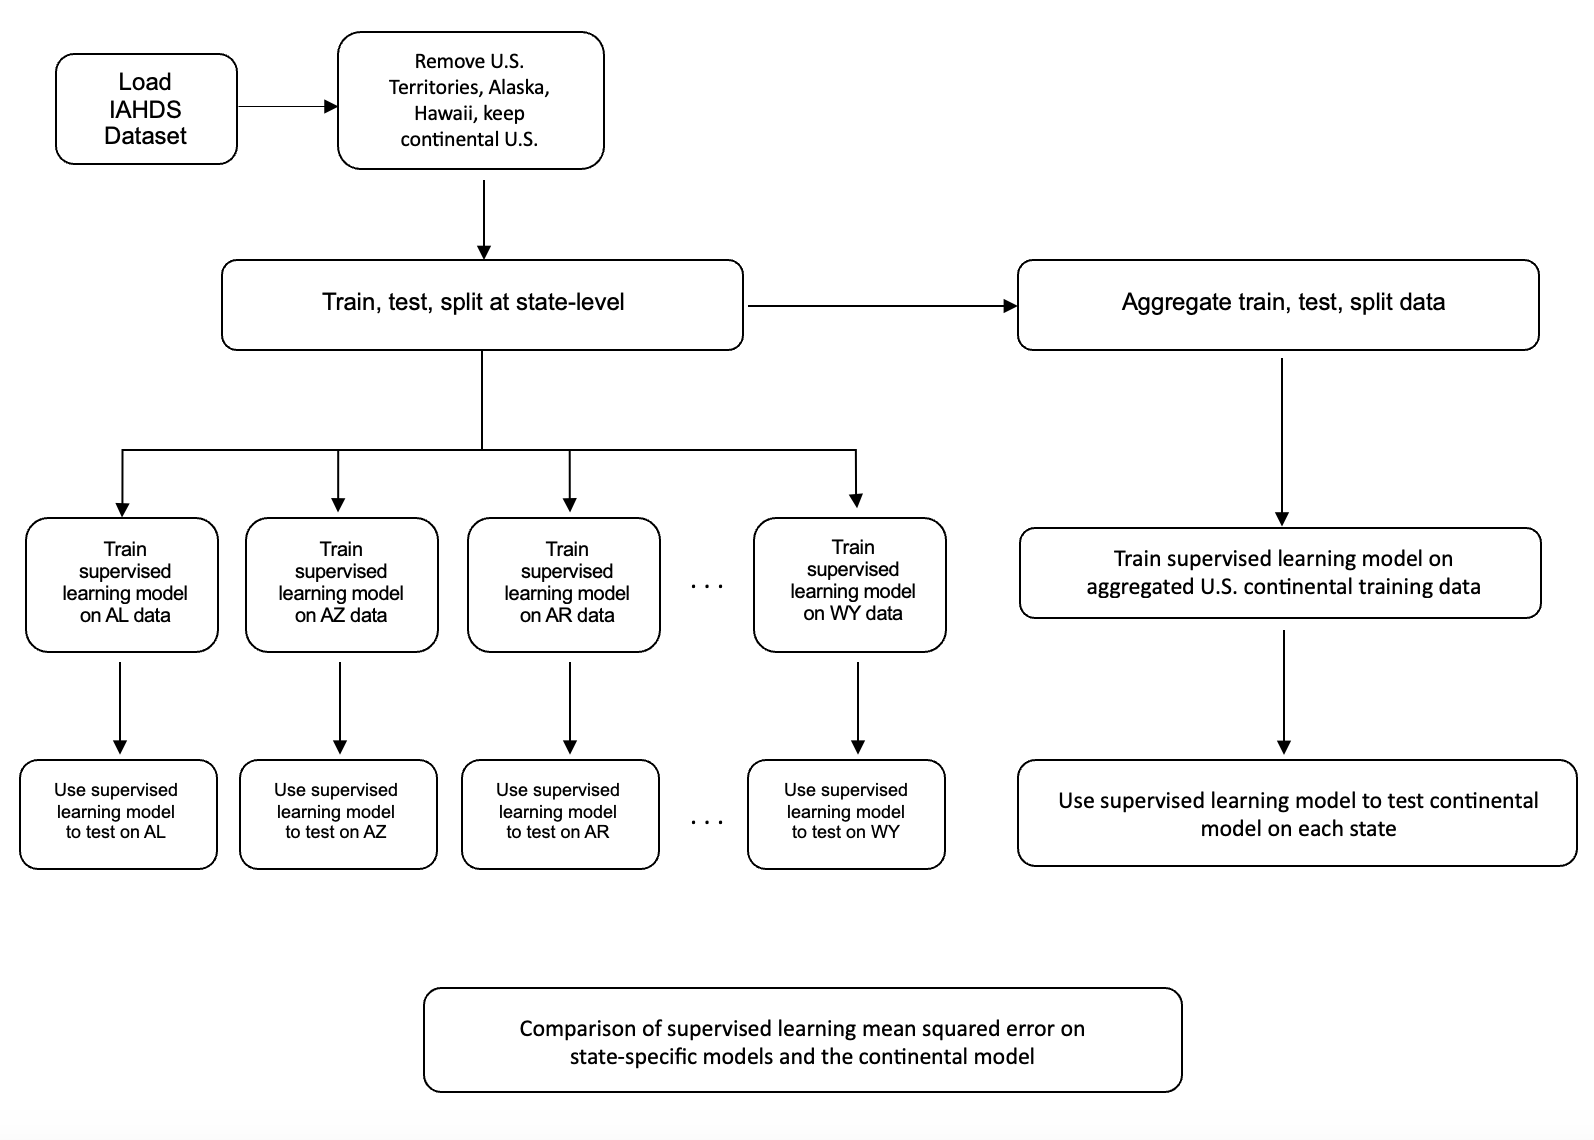 Load
IAHDS
Dataset
Remove U.S.
Territories, Alaska,
Hawaii, keep
continental U.S.
Train, test, split at state-level
Aggregate train, test, split data
Train
supervised
learning model
on AL data
Train
supervised
learning model
on AZ data
Train
supervised
learning model
on AR data
. . .
Train
supervised
learning model
on WY data
Train supervised learning model on
aggregated U.S. continental training data
Use supervised
learning model
to test on AL
Use supervised
learning model
to test on AZ
Use supervised
learning model
to test on AR
. . .
Use supervised
learning model
to test on WY
Use supervised learning model to test continental
model on each state
Comparison of supervised learning mean squared error on
state-specific models and the continental model